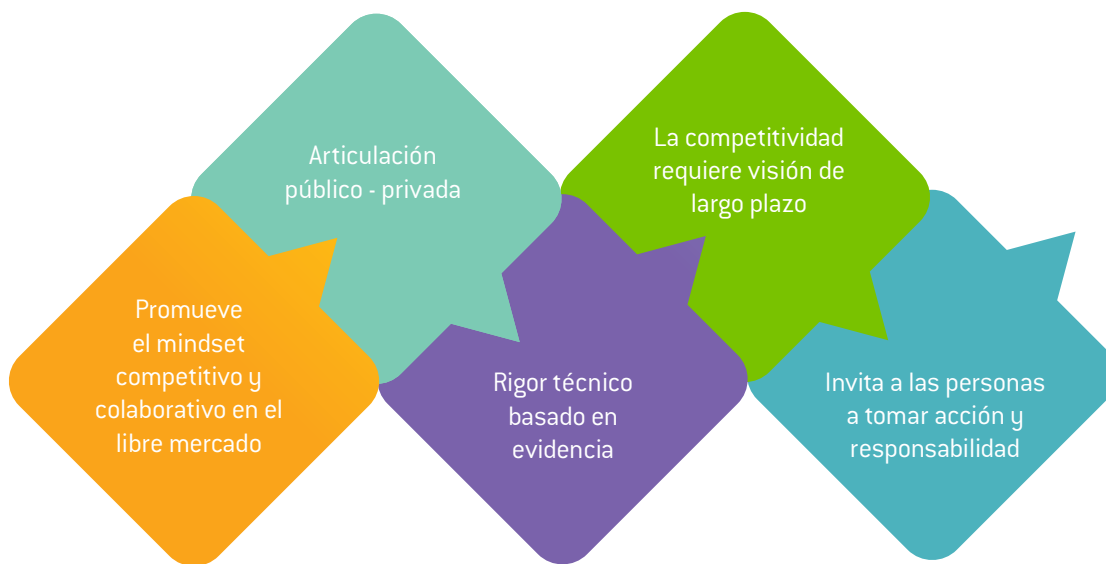 Promueve
el mindset
competitivo y
colaborativo en el
libre mercado
Articulación
público - privada
Rigor técnico
basado en
evidencia
La competitividad
requiere visión de
largo plazo
Invita a las personas
a tomar acción y
responsabilidad